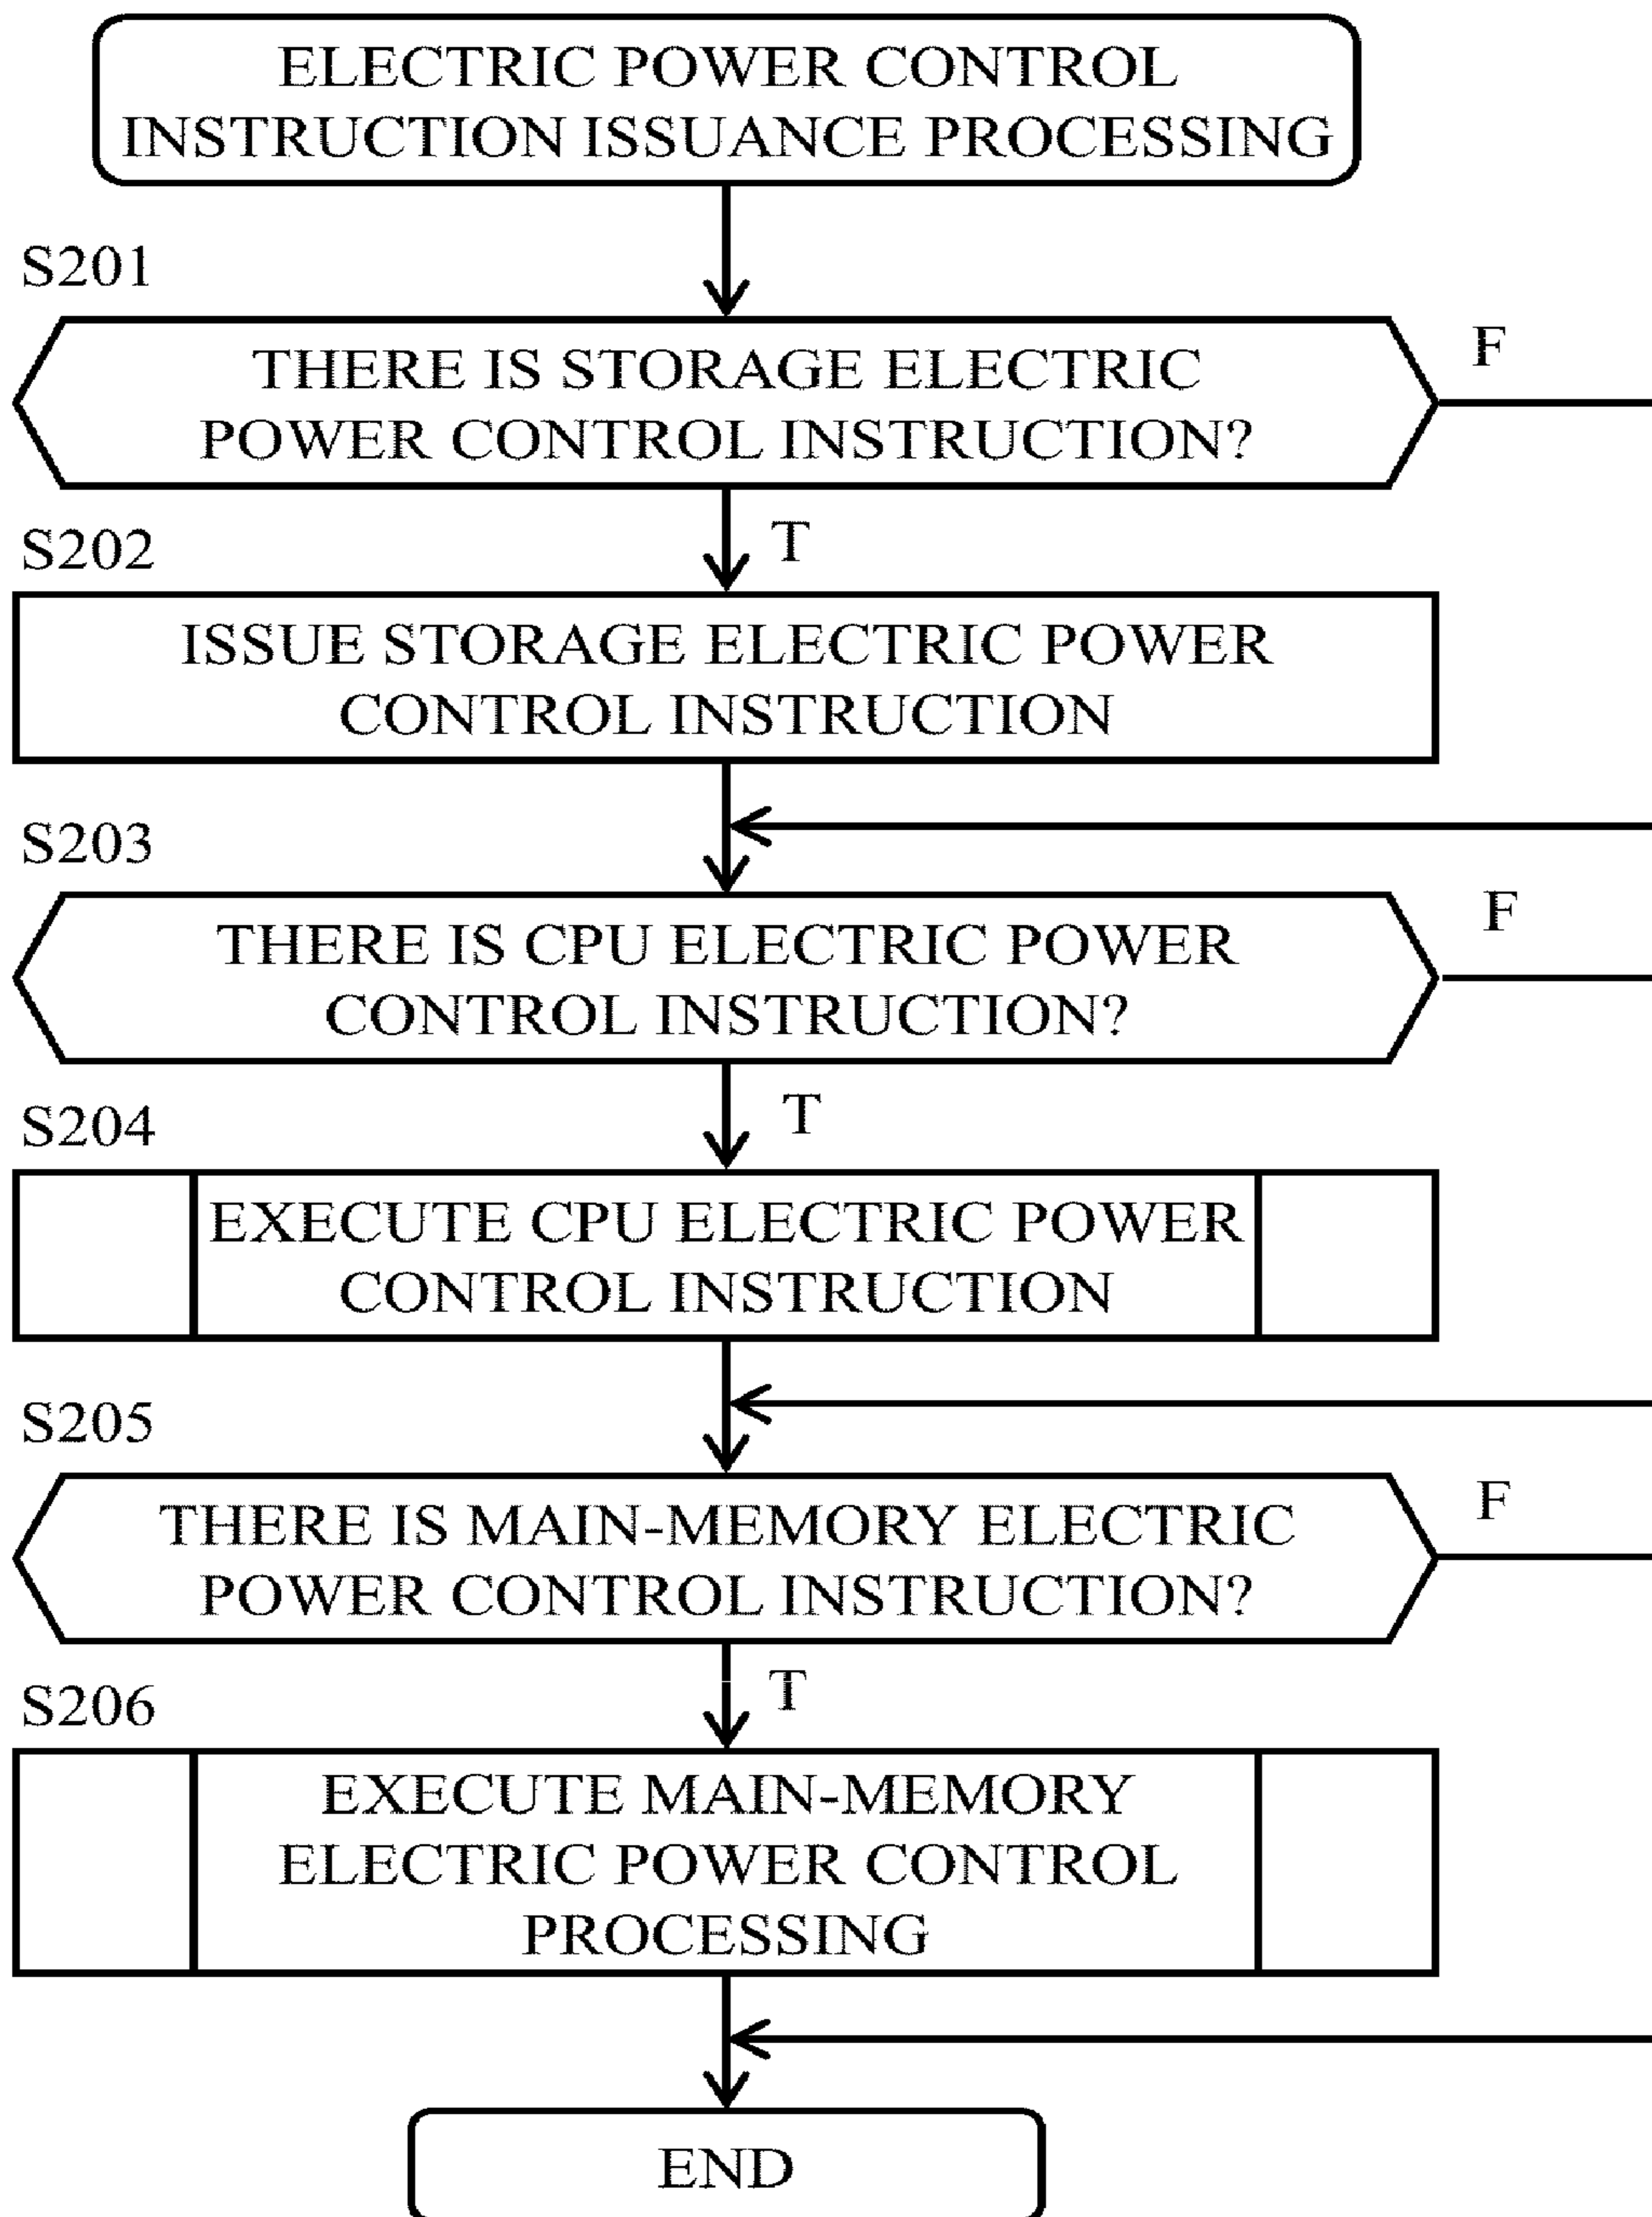 ELECTRIC POWER CONTROL
INSTRUCTION ISSUANCE PROCESSING
S201
THERE IS STORAGE ELECTRIC
POWER CONTROL INSTRUCTION?
F
T
S202
ISSUE STORAGE ELECTRIC POWER
CONTROL INSTRUCTION
S203
THERE IS CPU ELECTRIC POWER
CONTROL INSTRUCTION?
F
T
S204
EXECUTE CPU ELECTRIC POWER
CONTROL INSTRUCTION
S205
THERE IS MAIN-MEMORY ELECTRIC
POWER CONTROL INSTRUCTION?
F
T
S206
EXECUTE MAIN-MEMORY
ELECTRIC POWER CONTROL
PROCESSING
END